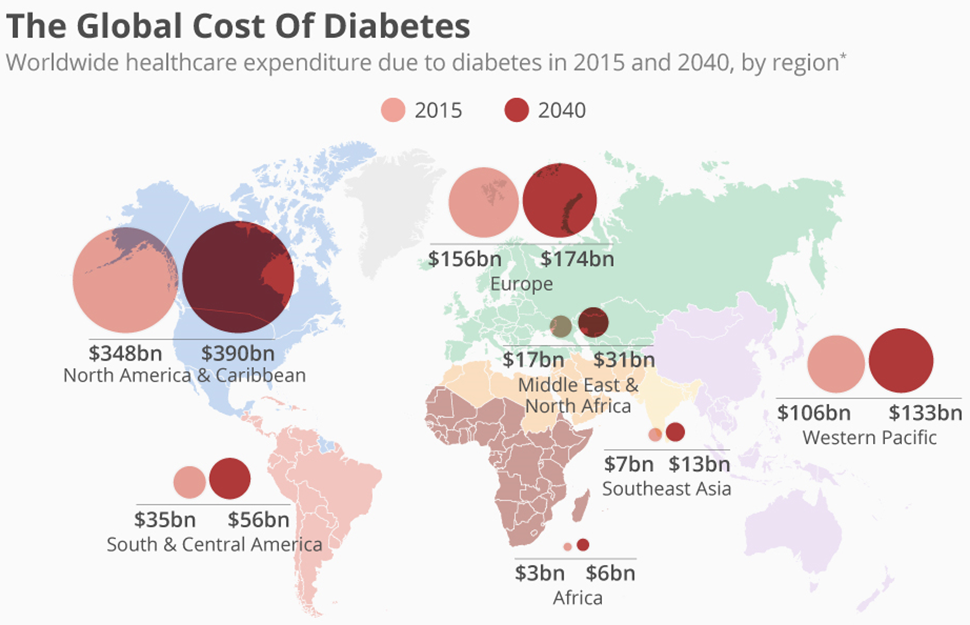 The Global Cost Of Diabetes
Worldwide healthcare expenditure due to diabetes in 2015 and 2040, by region*
2015 2040
$156bn $174bn
Europe
$348bn $390bn
North America & Caribbean
$17bn $31bn
Middle East &
North Africa
$106bn $133bn
Western Pacific
$7bn $13bn
Southeast Asia
$35bn $56bn
South & Central America
$3bn $6bn
Africa